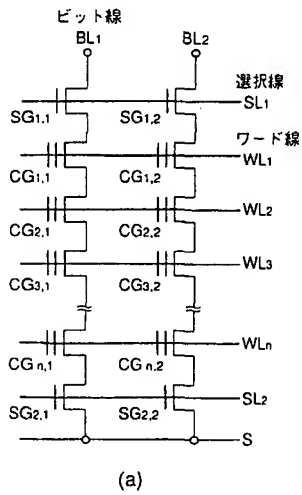 ビット線
BL1 BL2
選択線
SL1
SG1,1 SG1,2
ワード線
WL1
CG1,1 CG1,2
WL2
CG2,1 CG2,2
WL3
CG3,1 CG3,2
WLn
CGn,1 CGn,2
SL2
SG2,1 SG2,2
S
(a)